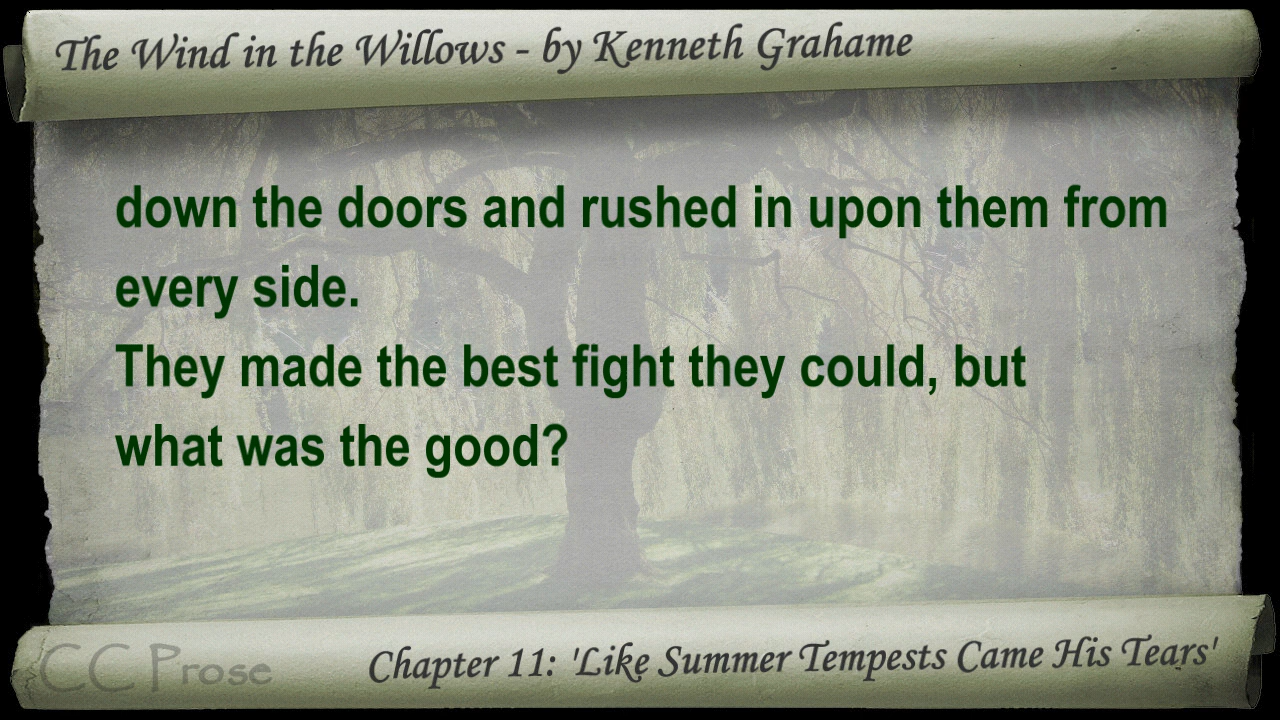 The Wind in the Willows - by Kenneth Grahame
down the doors and rushed in upon them from
every side.
They made the best fight they could, but
what was the good?
CC Prose
Chapter 11: 'Like Summer Tempests Came His Tears'